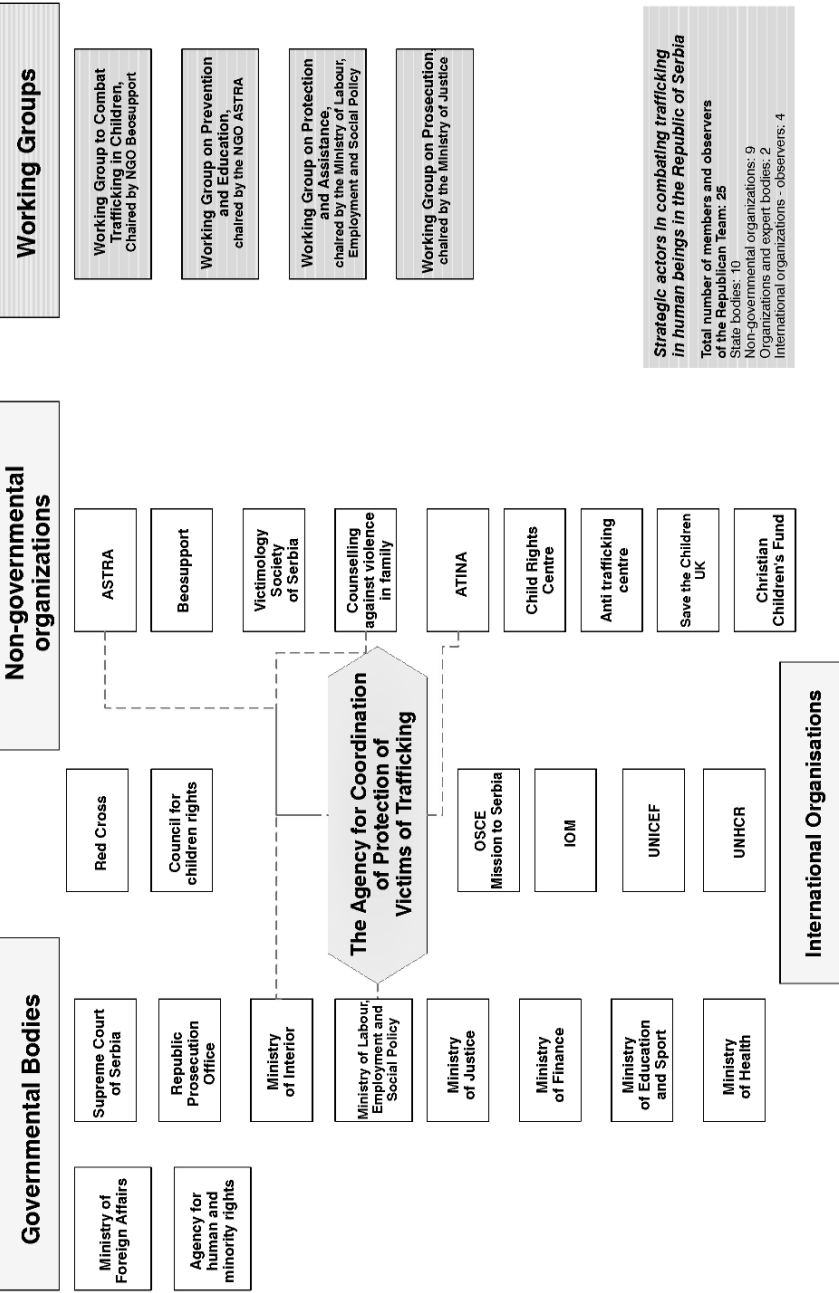 Governmental Bodies
Ministry of
Foreign Affairs
Agency for
human and
minority rights
Supreme Court
of Serbia
Republic
Prosecution
Office
Ministry
of Interior
Ministry of Labour,
Employment and
Social Policy
Ministry
of Justice
Ministry
of Finance
Ministry
of Education
and Sport
Ministry
of Health
Red Cross
Council for
children rights
The Agency for Coordination
of Protection of
Victims of Trafficking
OSCE
Mission to Serbia
IOM
UNICEF
UNHCR
International Organisations
Non-governmental
organizations
ASTRA
Beosupport
Victimology
Society
of Serbia
Counselling
against violence
in family
ATINA
Child Rights
Centre
Anti trafficking
centre
Save the Children
UK
Christian
Children's Fund
Working Groups
Working Group to Combat
Trafficking in Children,
Chaired by NGO Beosupport
Working Group on Prevention
and Education,
chaired by the NGO ASTRA
Working Group on Protection
and Assistance,
chaired by the Ministry of Labour,
Employment and Social Policy
Working Group on Prosecution,
chaired by the Ministry of Justice
Strategic actors in combating trafficking
in human beings in the Republic of Serbia
Total number of members and observers
of the Republican Team: 25
State bodies: 10
Non-governmental organizations: 9
Organizations and expert bodies: 2
International organizations - observers: 4